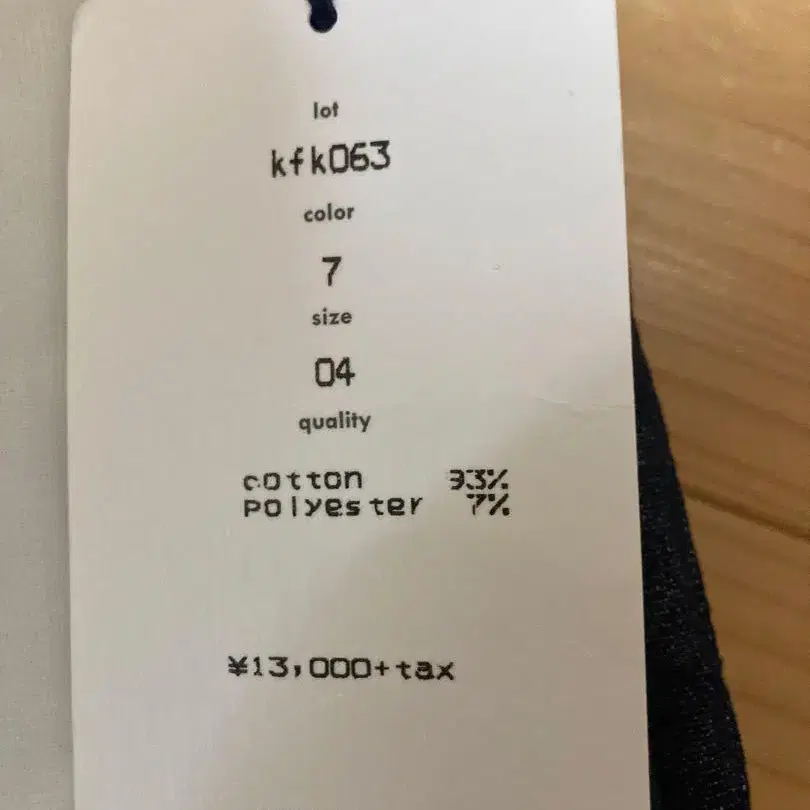 lot
kfk063
color
7
size
04
quality
cotton 93%
polyester 7%
¥13,000+tax